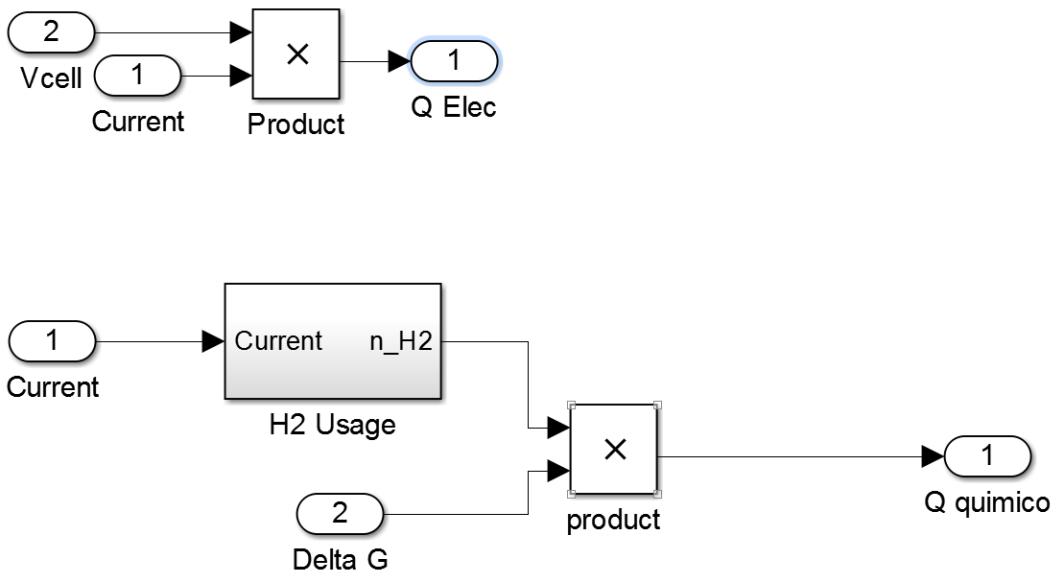 2
Vcell
1
Current
×
Product
1
Q Elec
1
Current
Current n_H2
H2 Usage
2
Delta G
×
product
1
Q quimico